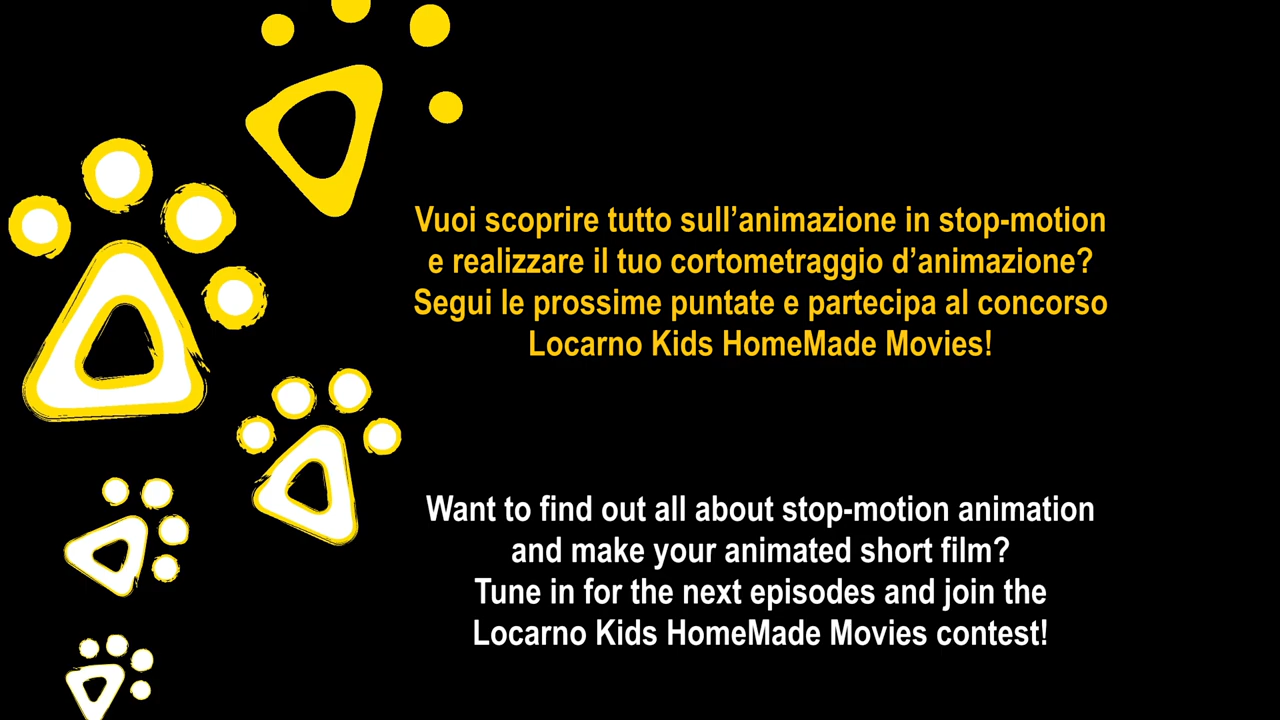 Vuoi scoprire tutto sull’animazione in stop-motion
e realizzare il tuo cortometraggio d’animazione?
Segui le prossime puntate e partecipa al concorso
Locarno Kids HomeMade Movies!
Want to find out all about stop-motion animation
and make your animated short film?
Tune in for the next episodes and join the
Locarno Kids HomeMade Movies contest!